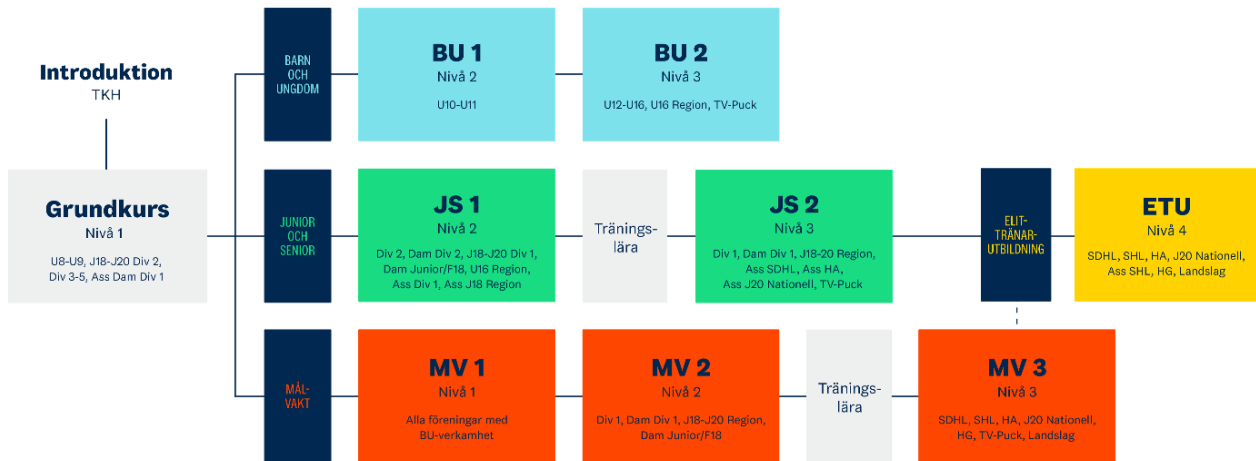 Introduktion
TKH
Grundkurs
Nivå 1
U8-U9, J18-J20 Div 2,
Div 3-5, Ass Dam Div 1
BARN
OCH
UNGDOM
BU 1
Nivå 2
U10-U11
BU 2
Nivå 3
U12-U16, U16 Region, TV-Puck
JUNIOR
OCH
SENIOR
JS 1
Nivå 2
Div 2, Dam Div 2, J18-J20 Div 1,
Dam Junior/F18, U16 Region,
Ass Div 1, Ass J18 Region
Tränings-
lära
JS 2
Nivå 3
Div 1, Dam Div 1, J18-20 Region,
Ass SDHL, Ass HA,
Ass J20 Nationell, TV-Puck
ELIT-
TRÄNAR-
UTBILDNING
ETU
Nivå 4
SDHL, SHL, HA, J20 Nationell,
Ass SHL, HG, Landslag
MÅL-
VAKT
MV 1
Nivå 1
Alla föreningar med
BU-verkamhet
MV 2
Nivå 2
Div 1, Dam Div 1, J18-J20 Region,
Dam Junior/F18
Tränings-
lära
MV 3
Nivå 3
SDHL, SHL, HA, J20 Nationell,
HG, TV-Puck, Landslag